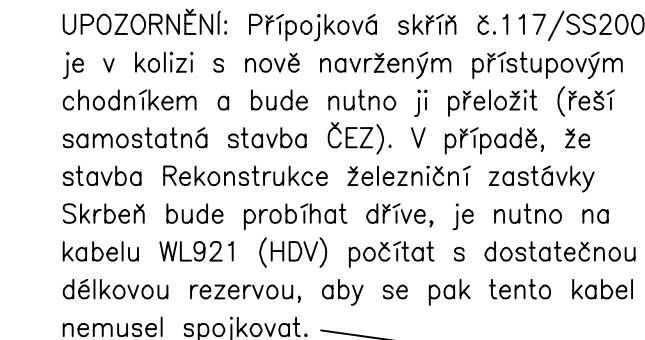 UPOZORNĚNÍ: Přípojková skříň č.117/SS200
je v kolizi s nově navrženým přístupovým
chodníkem a bude nutno ji přeložit (řeší
samostatná stavba ČEZ). V případě, že
stavba Rekonstrukce železniční zastávky
Skrbeň bude probíhat dříve, je nutno na
kabelu WL921 (HDV) počítat s dostatečnou
délkovou rezervou, aby se pak tento kabel
nemusel spojkovat.